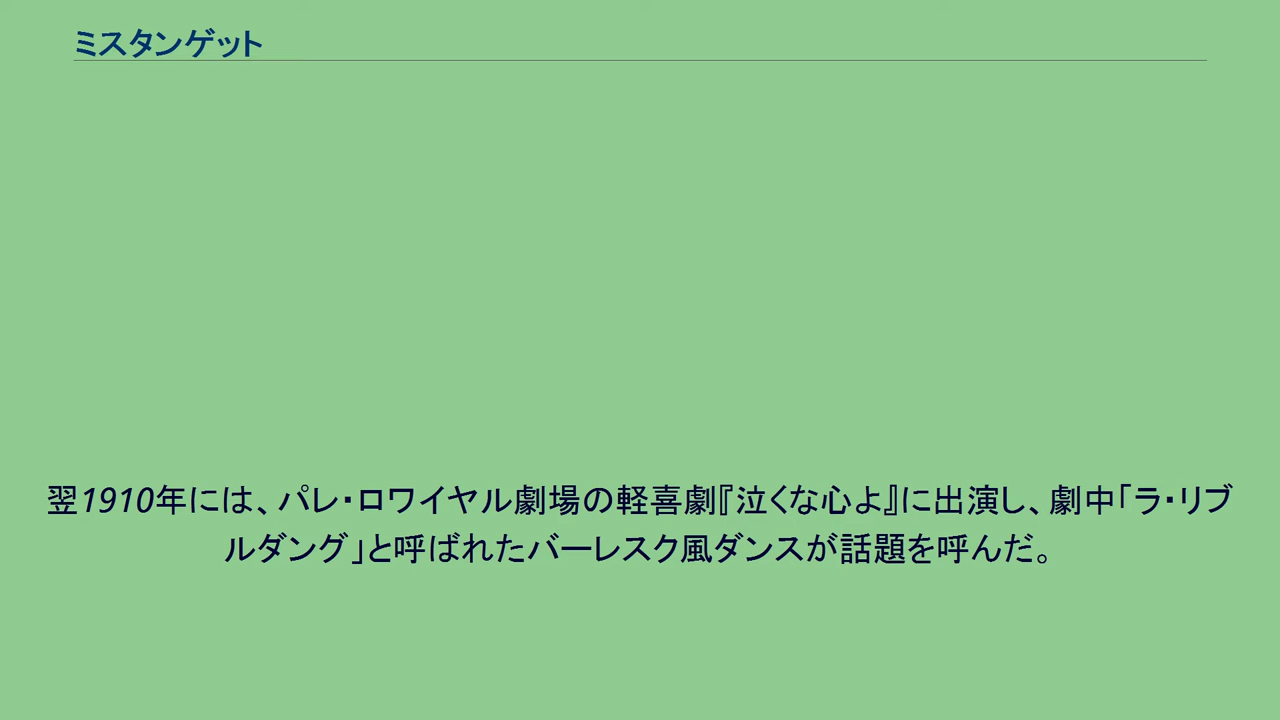 ミスタンゲット
翌1910年には、パレ・ロワイヤル劇場の軽喜劇『泣くな心よ』に出演し、劇中「ラ・リブ
ルダング」と呼ばれたバーレスク風ダンスが話題を呼んだ。